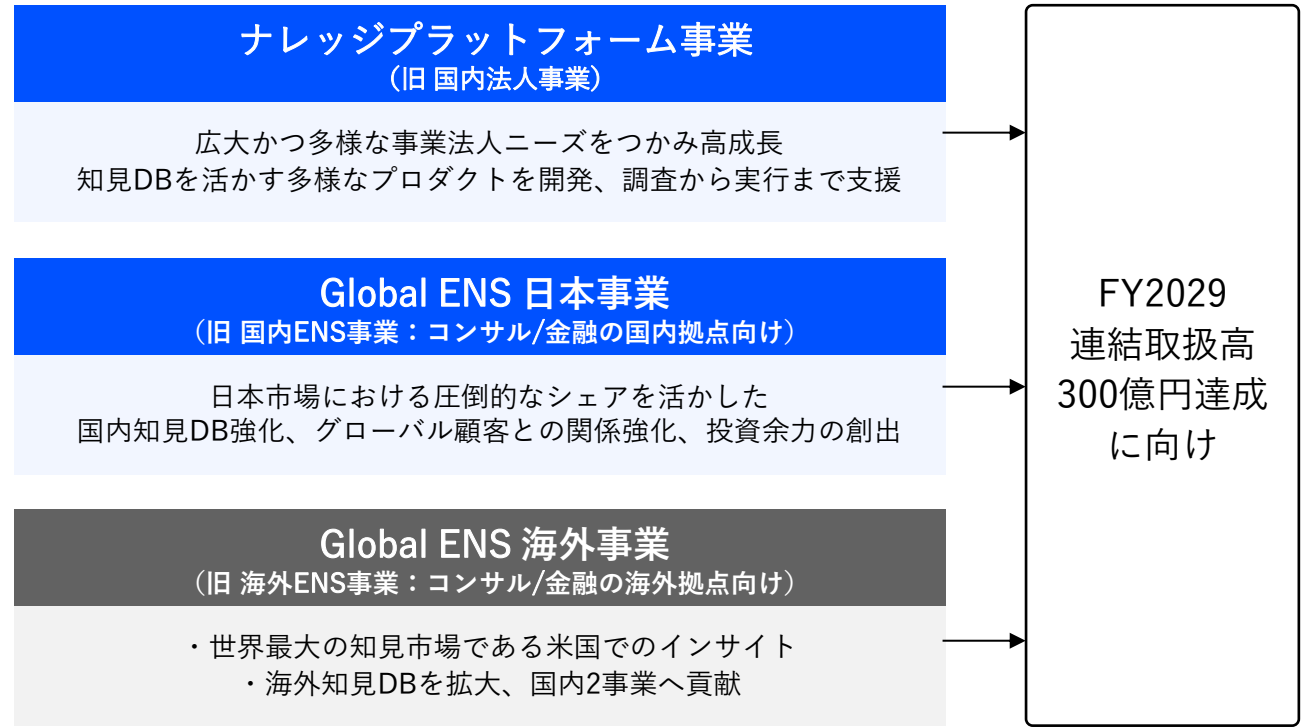 ナレッジプラットフォーム事業
（旧 国内法人事業）
広大かつ多様な事業法人ニーズをつかみ高成長
知見DBを活かす多様なプロダクトを開発、調査から実行まで支援
Global ENS 日本事業
（旧 国内ENS事業：コンサル/金融の国内拠点向け）
日本市場における圧倒的なシェアを活かした
国内知見DB強化、グローバル顧客との関係強化、投資余力の創出
Global ENS 海外事業
（旧 海外ENS事業：コンサル/金融の海外拠点向け）
・世界最大の知見市場である米国でのインサイト
・海外知見DBを拡大、国内2事業へ貢献
FY2029
連結取扱高
300億円達成
に向け